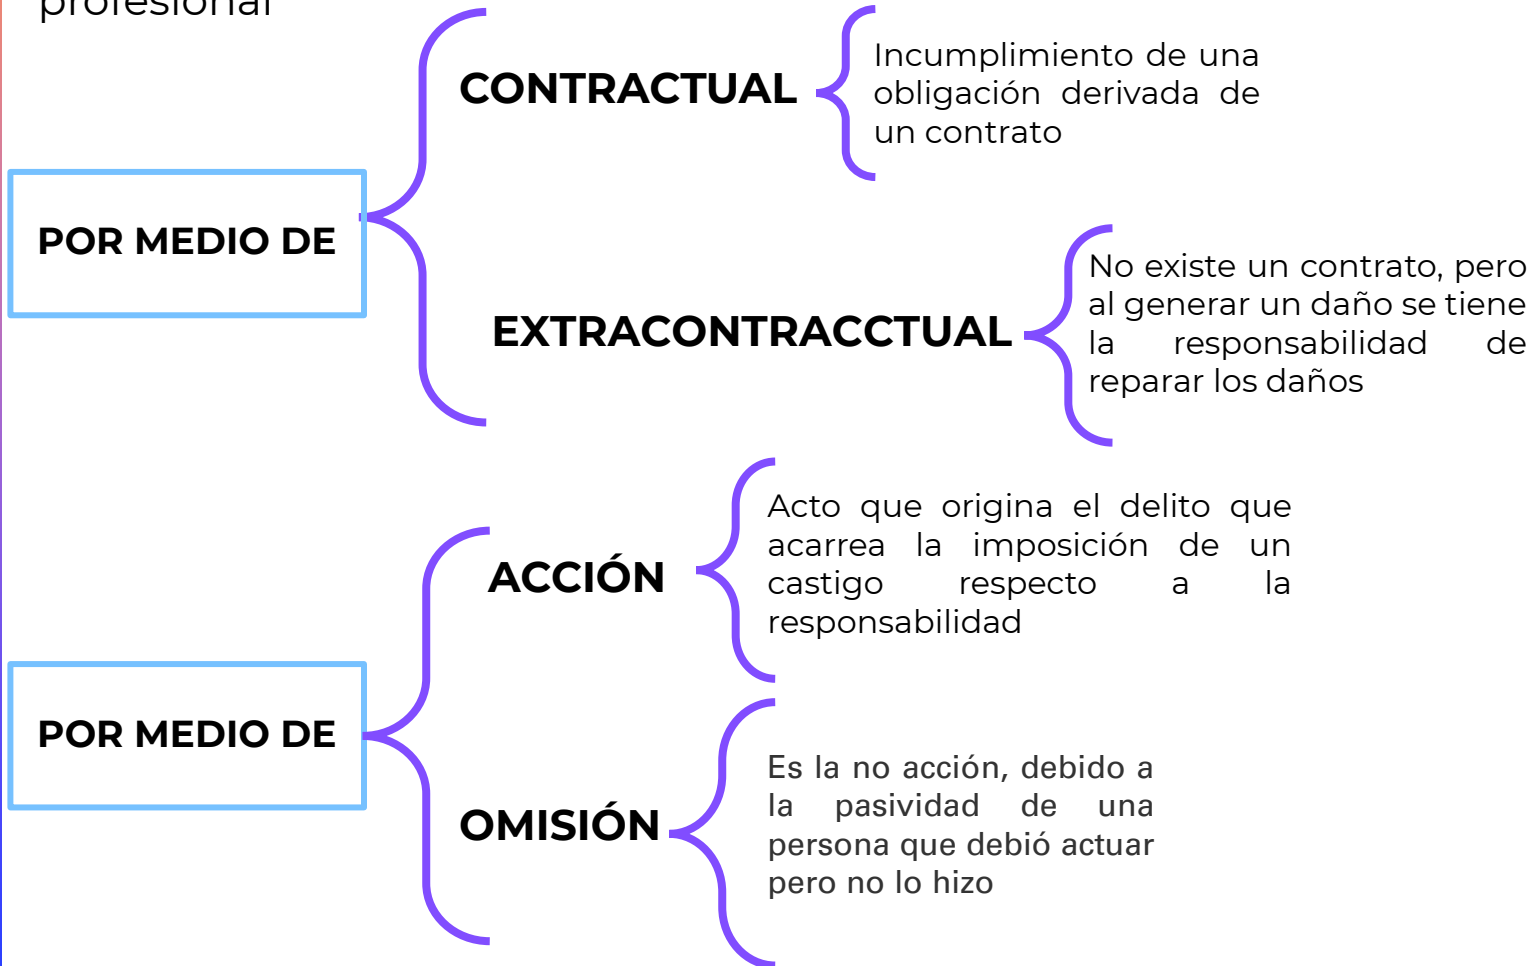 profesional
CONTRACTUAL
Incumplimiento de una
obligación derivada de
un contrato
POR MEDIO DE
EXTRACONTRACCTUAL
No existe un contrato, pero
al generar un daño se tiene
la responsabilidad de
reparar los daños
ACCIÓN
Acto que origina el delito que
acarrea la imposición de un
castigo respecto a la
responsabilidad
POR MEDIO DE
OMISIÓN
Es la no acción, debido a
la pasividad de una
persona que debió actuar
pero no lo hizo